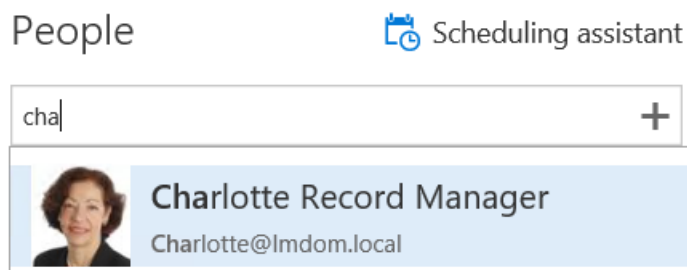 People
Scheduling assistant
cha
Charlotte Record Manager
Charlotte@lmdom.local